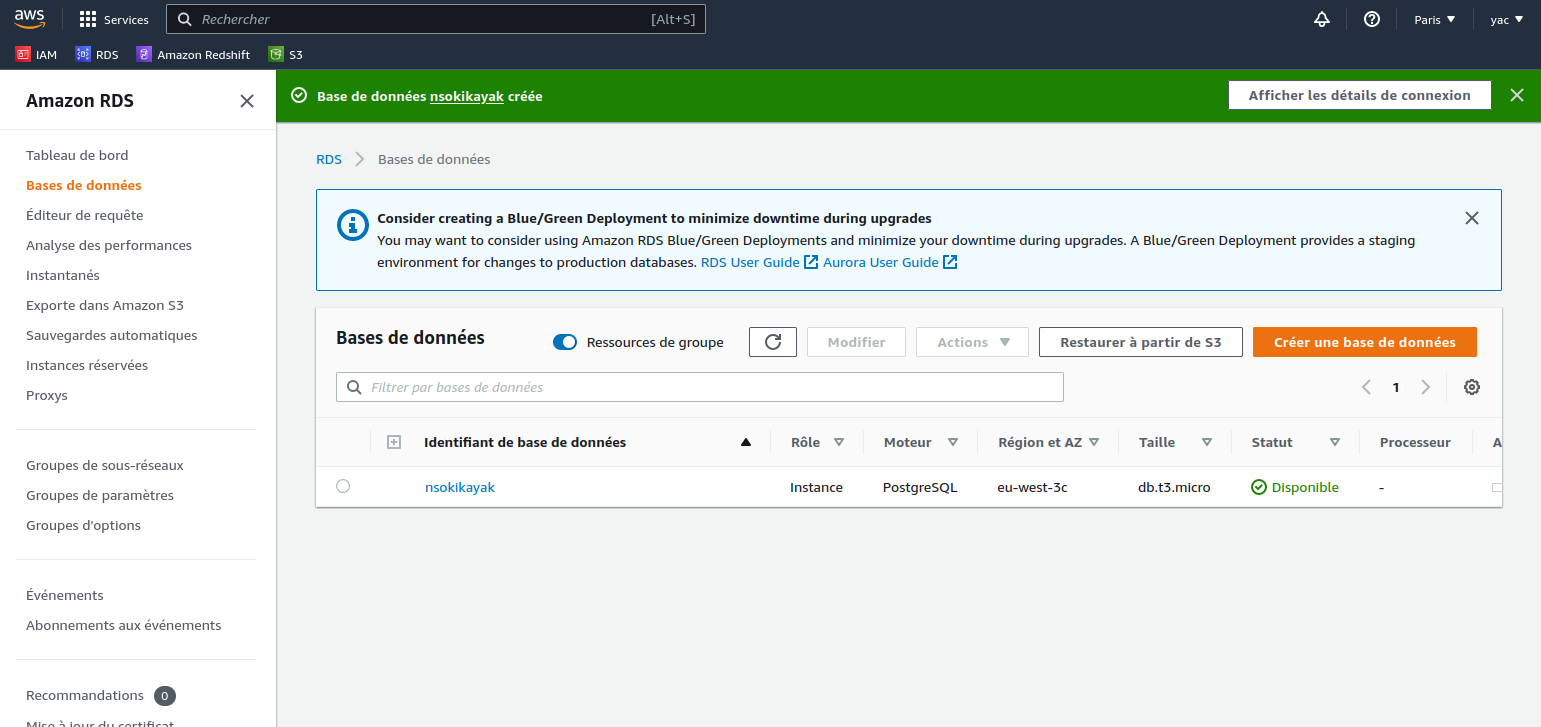 aws
Services
Rechercher
[Alt+S]
Paris
yac
IAM
RDS
Amazon Redshift
S3
Amazon RDS
Tableau de bord
Bases de données
Éditeur de requête
Analyse des performances
Instantanés
Exporte dans Amazon S3
Sauvegardes automatiques
Instances réservées
Proxys
Groupes de sous-réseaux
Groupes de paramètres
Groupes d'options
Événements
Abonnements aux événements
Recommandations 0
Mise à jour du certificat
Base de données nsokikayak créée
Afficher les détails de connexion
RDS
Bases de données
Consider creating a Blue/Green Deployment to minimize downtime during upgrades
You may want to consider using Amazon RDS Blue/Green Deployments and minimize your downtime during upgrades. A Blue/Green Deployment provides a staging
environment for changes to production databases. RDS User Guide Aurora User Guide
Bases de données
Ressources de groupe
Modifier
Actions
Restaurer à partir de S3
Créer une base de données
Filtrer par bases de données
1
Identifiant de base de données
Rôle
Moteur
Région et AZ
Taille
Statut
Processeur
A
nsokikayak
Instance
PostgreSQL
eu-west-3c
db.t3.micro
Disponible
-